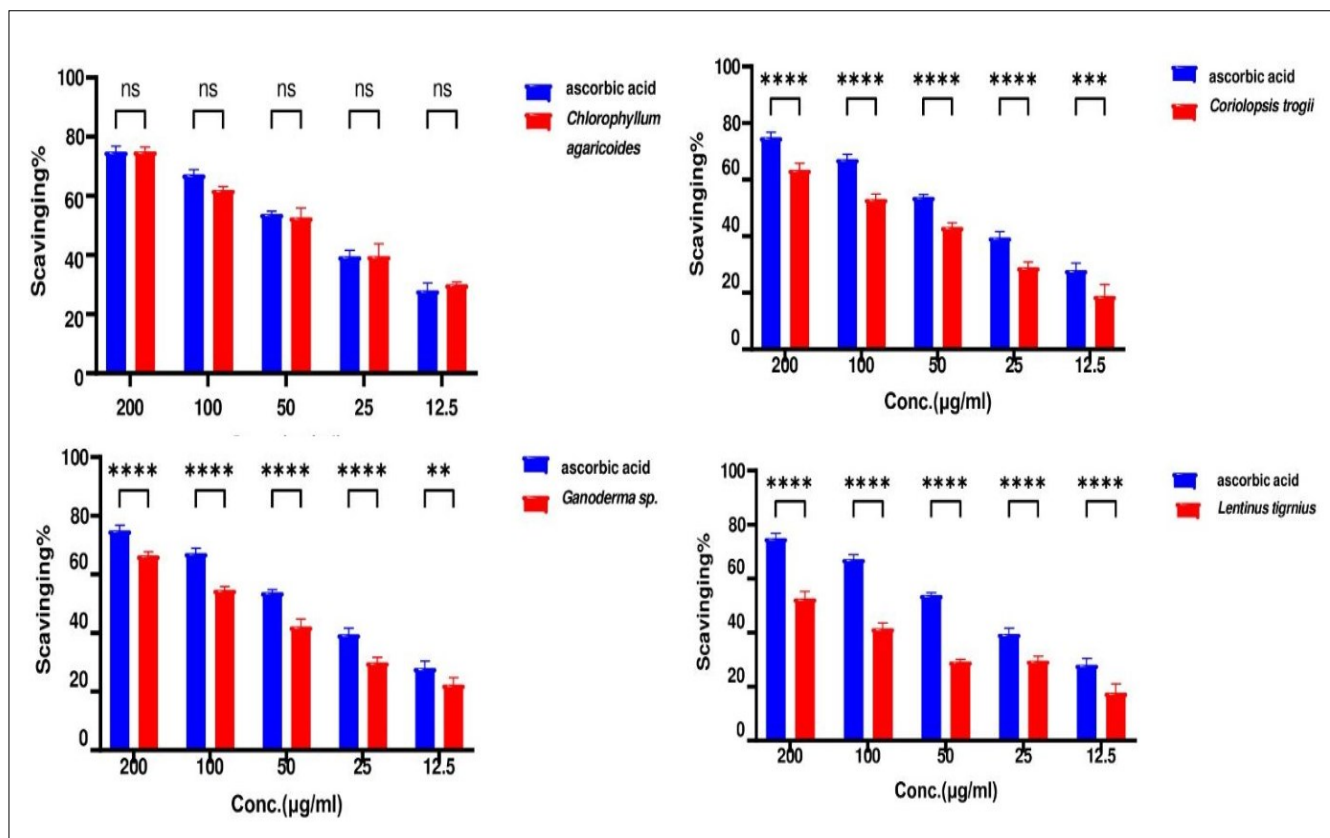 100
80
60
40
20
0
Scavinging%
ns
ns
ns
ns
ns
ascorbic acid
Chlorophyllum
agaricoides
200
100
50
25
12.5
100
80
60
40
20
0
Scavinging%
****
****
****
****
***
ascorbic acid
Coriolopsis trogii
200
100
50
25
12.5
Conc.(µg/ml)
100
80
60
40
20
0
Scavinging%
****
****
****
****
**
ascorbic acid
Ganoderma sp.
200
100
50
25
12.5
Conc.(µg/ml)
100
80
60
40
20
0
Scavinging%
****
****
****
****
****
ascorbic acid
Lentinus tigrnius
200
100
50
25
12.5
Conc.(µg/ml)